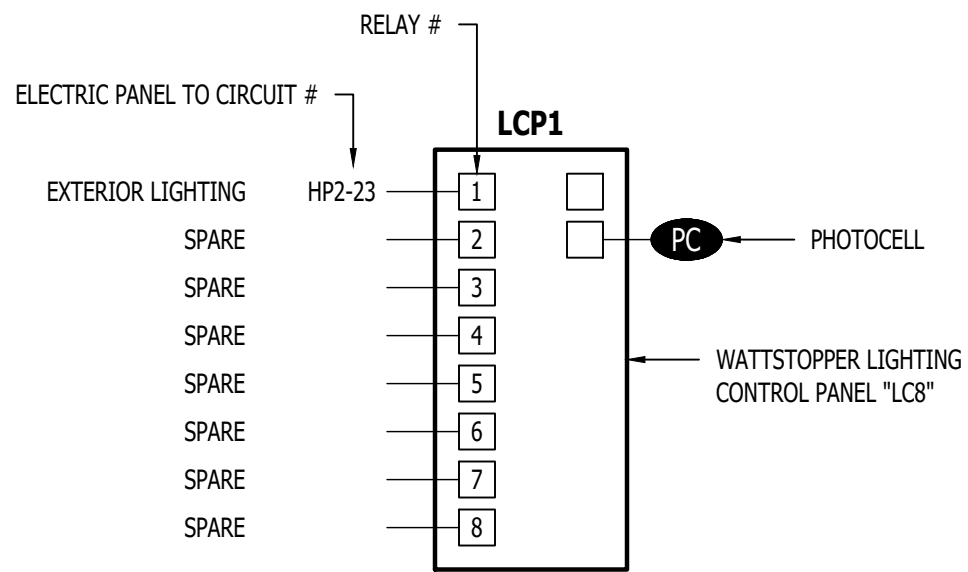 RELAY #
ELECTRIC PANEL TO CIRCUIT #
LCP1
EXTERIOR LIGHTING HP2-23 1
SPARE 2 PC PHOTOCELL
SPARE 3
SPARE 4
WATTSTOPPER LIGHTING
CONTROL PANEL "LC8"
SPARE 5
SPARE 6
SPARE 7
SPARE 8